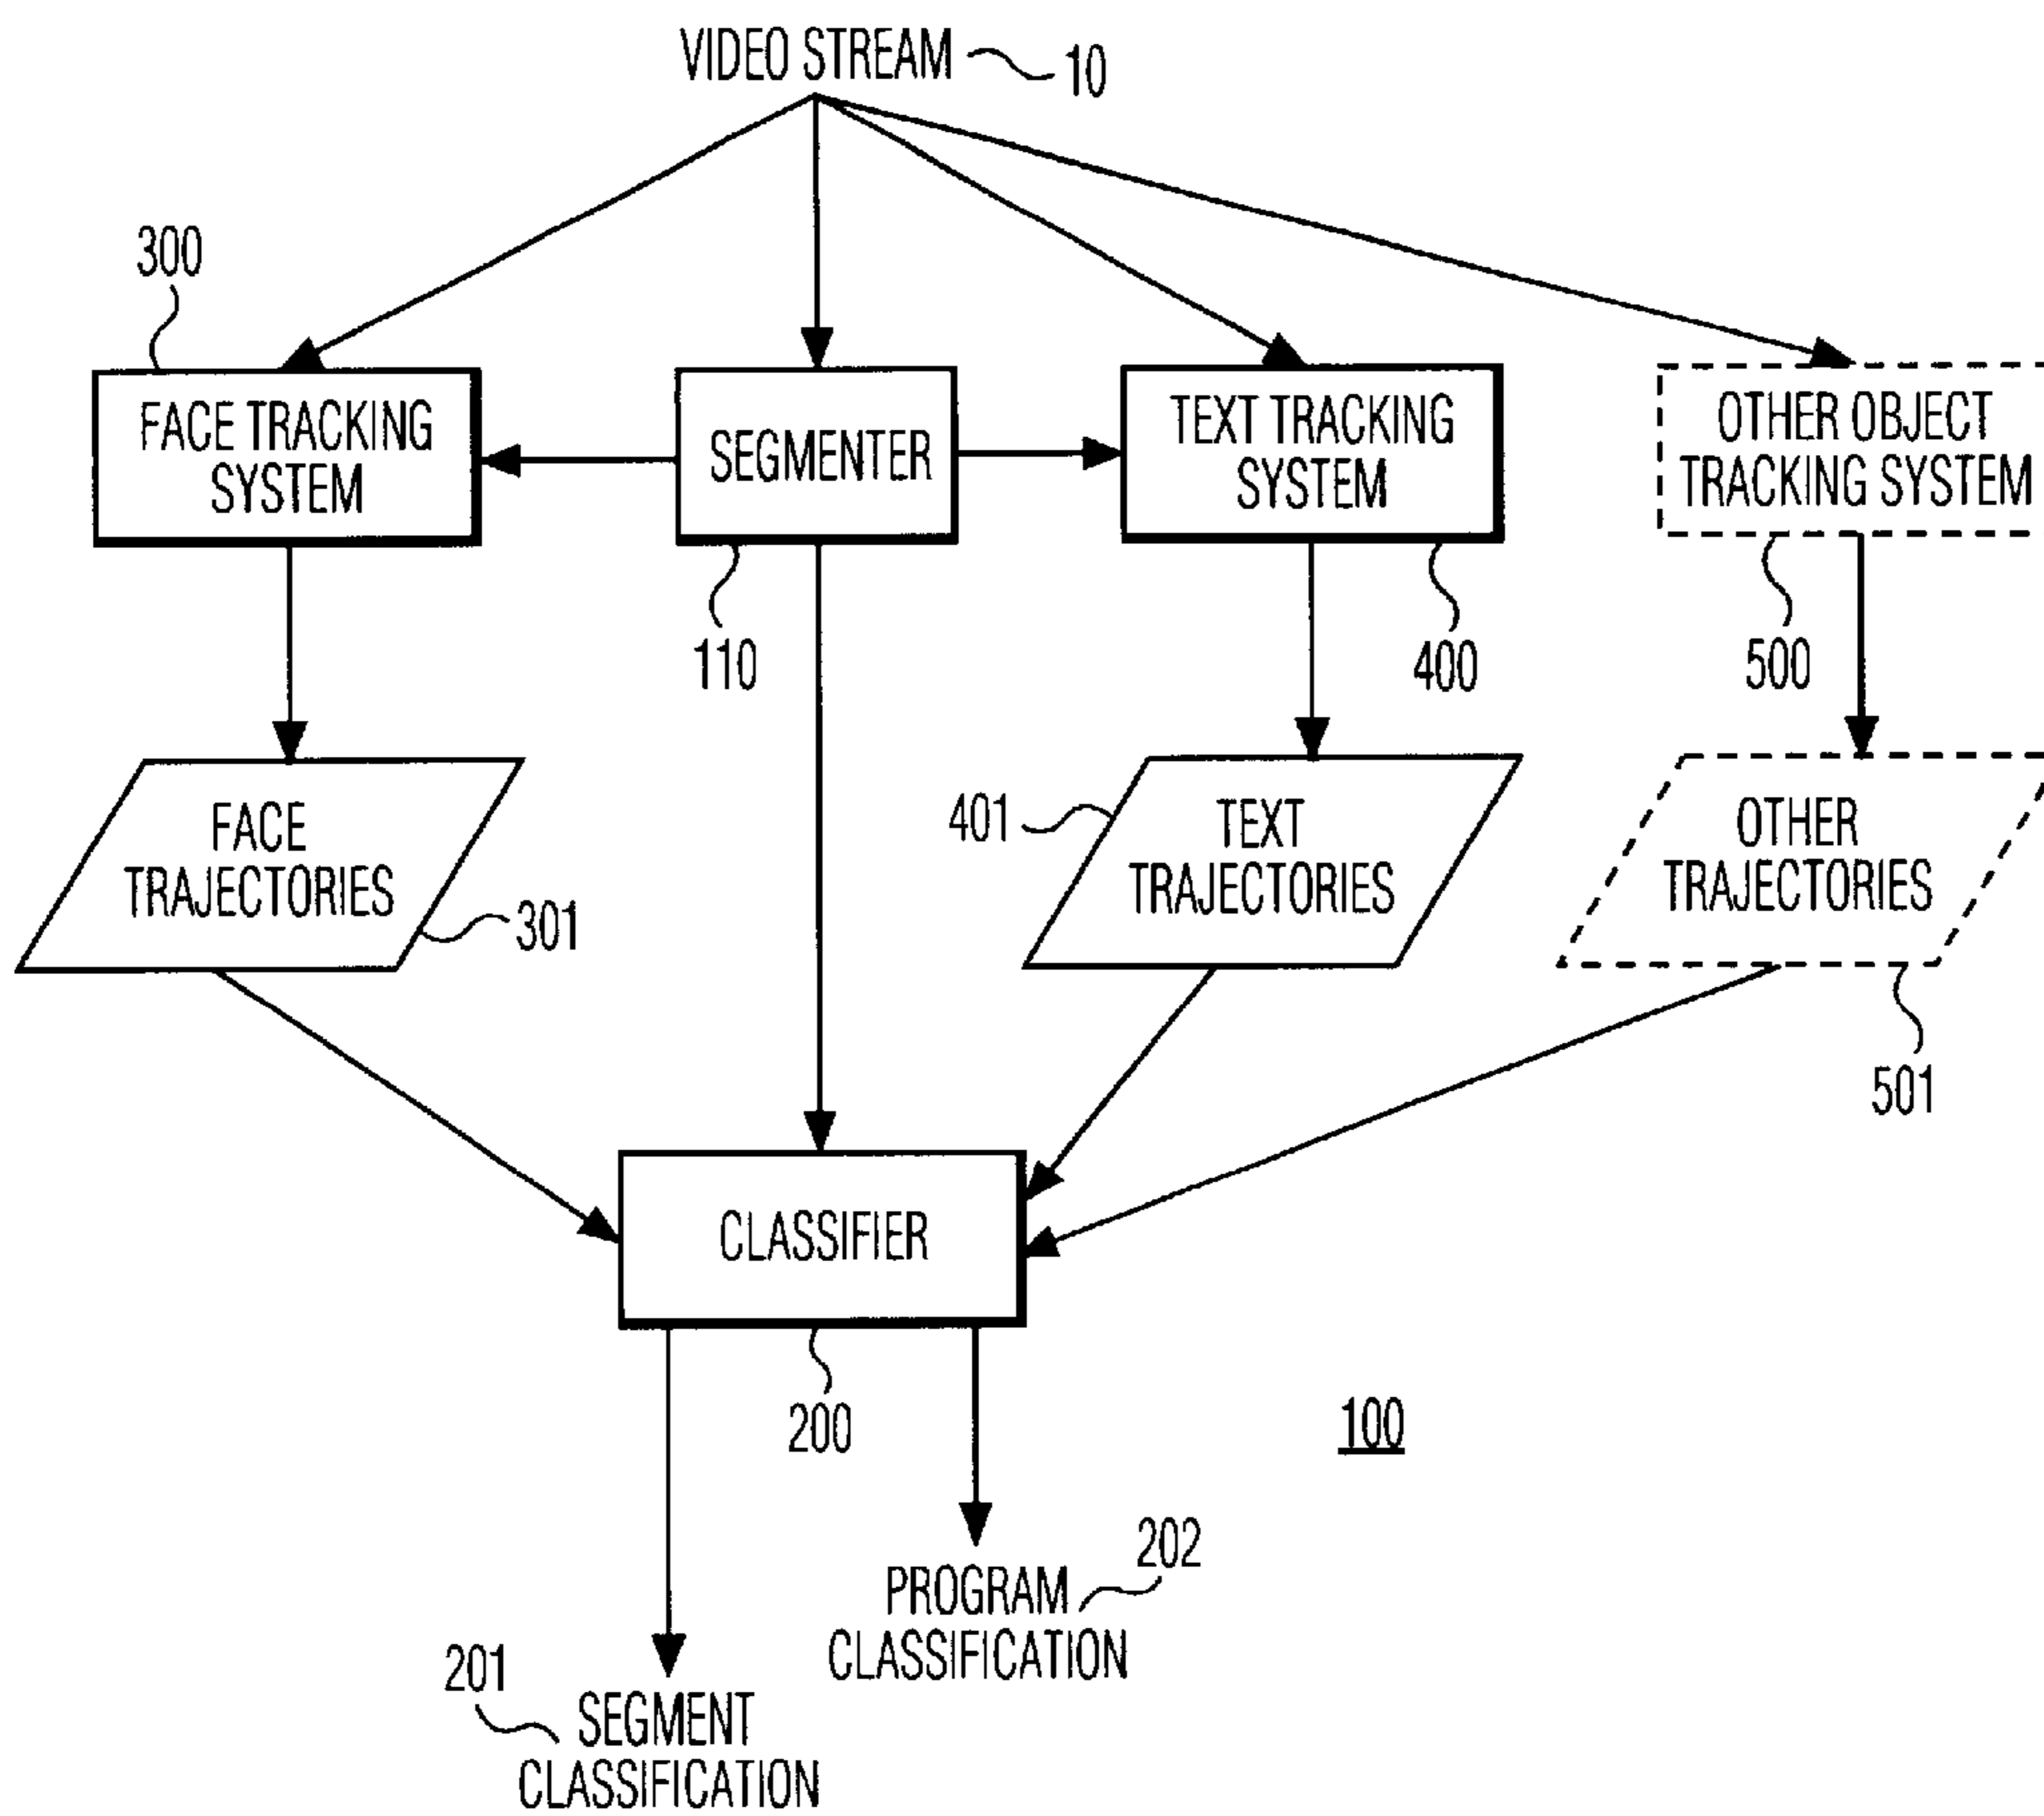 VIDEO STREAM
10
300
FACE TRACKING
SYSTEM
SEGMENTER
TEXT TRACKING
SYSTEM
OTHER OBJECT
TRACKING SYSTEM
110
400
500
FACE
TRAJECTORIES
301
401
TEXT
TRAJECTORIES
OTHER
TRAJECTORIES
501
CLASSIFIER
200
100
202
PROGRAM
CLASSIFICATION
201
SEGMENT
CLASSIFICATION